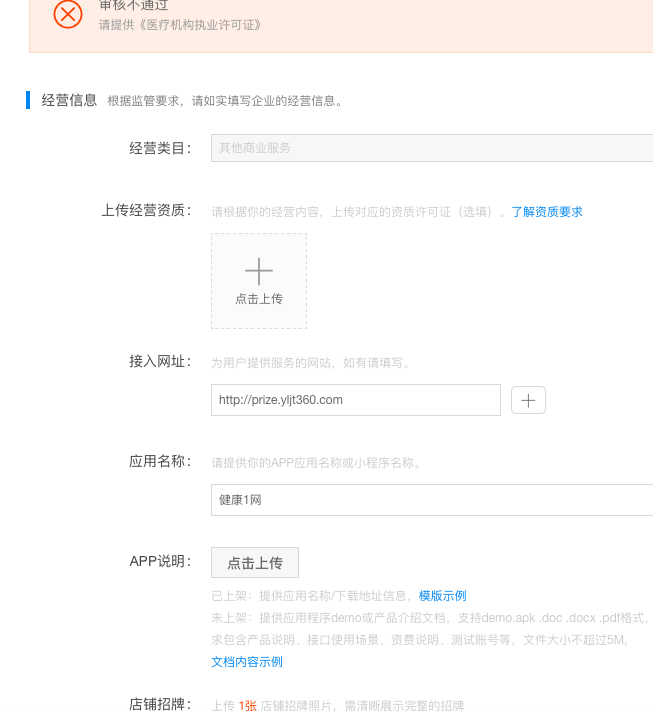 审核不通过
请提供《医疗机构执业许可证》
经营信息 根据监管要求，请如实填写企业的经营信息。
经营类目： 其他商业服务
上传经营资质： 请根据你的经营内容，上传对应的资质许可证（选填）。了解资质要求
点击上传
接入网址： 为用户提供服务的网站，如有请填写。
http://prize.yljt360.com
应用名称： 请提供你的APP应用名称或小程序名称。
健康1网
APP说明： 点击上传
已上架：提供应用名称/下载地址信息，模版示例
未上架：提供应用程序demo或产品介绍文档，支持demo.apk .doc .docx .pdf格式，
求包含产品说明、接口使用场景、资费说明、测试账号等，文件大小不超过5M，
文档内容示例
店铺招牌： 上传 1张 店铺招牌照片，需清晰展示完整的招牌